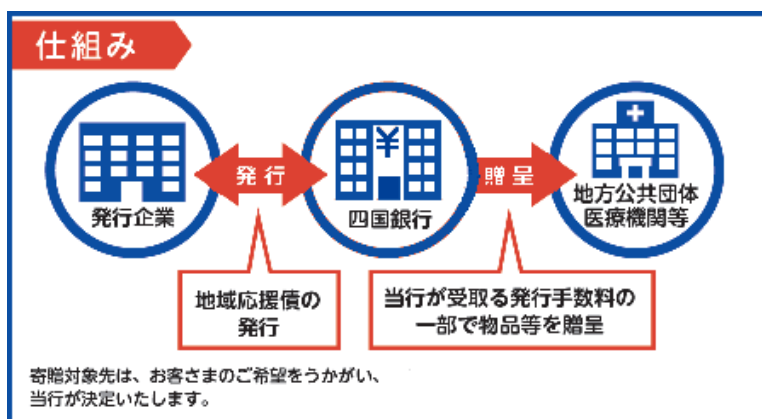 仕組み
発行企業
発行
四国銀行
¥
贈呈
地方公共団体
医療機関等
地域応援債の
発行
当行が受取る発行手数料の
一部で物品等を贈呈
寄贈対象先は、お客さまのご希望をうかがい、
当行が決定いたします。